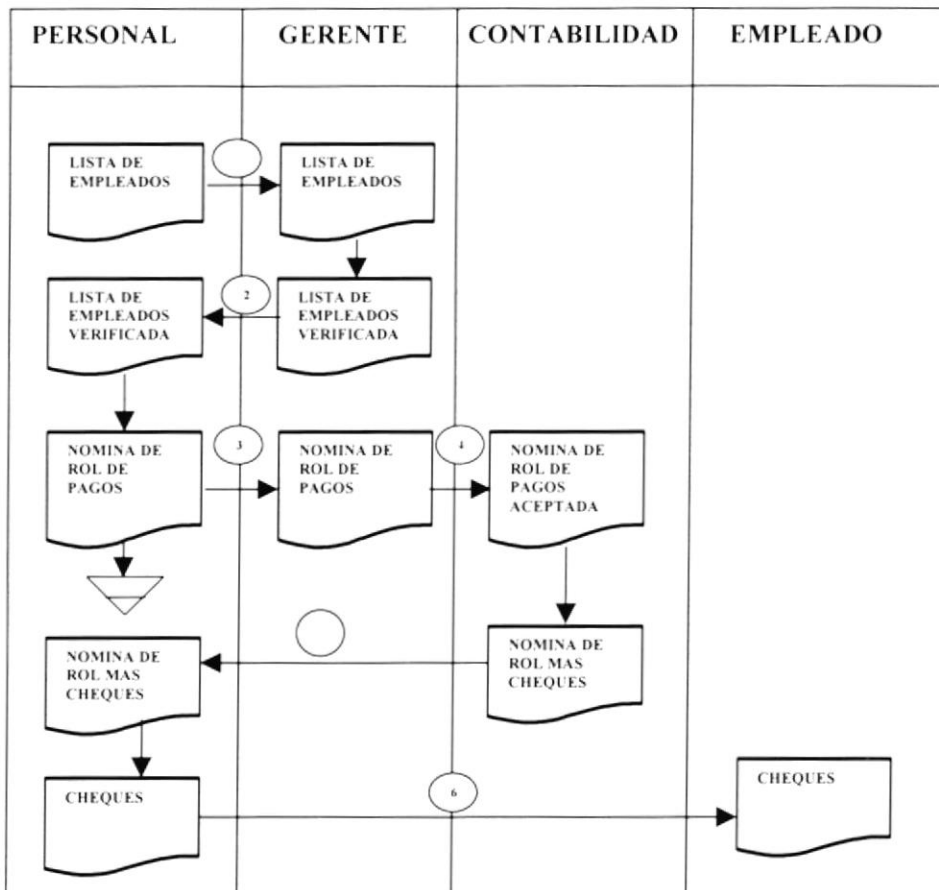 PERSONAL
GERENTE
CONTABILIDAD
EMPLEADO
LISTA DE
EMPLEADOS
LISTA DE
EMPLEADOS
LISTA DE
EMPLEADOS
VERIFICADA
2
LISTA DE
EMPLEADOS
VERIFICADA
NOMINA DE
ROL DE
PAGOS
3
NOMINA DE
ROL DE
PAGOS
4
NOMINA DE
ROL DE
PAGOS
ACEPTADA
NOMINA DE
ROL MAS
CHEQUES
NOMINA DE
ROL MAS
CHEQUES
CHEQUES
6
CHEQUES